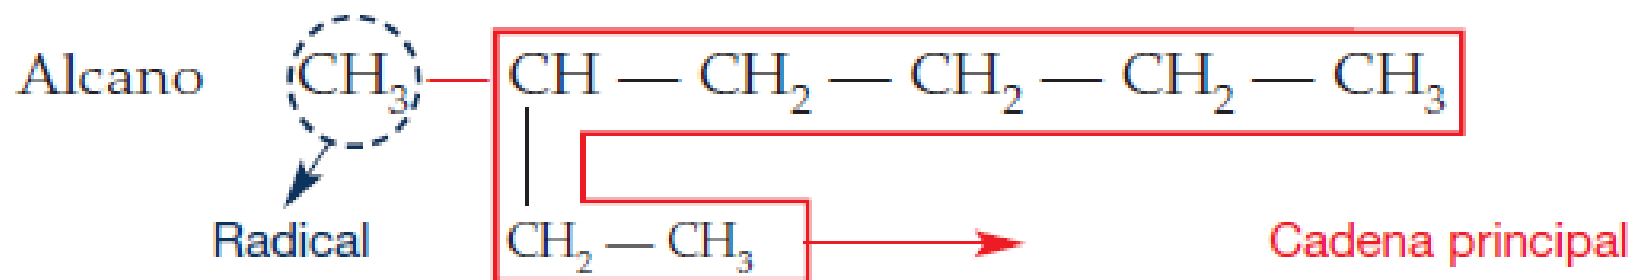 Alcano CH₃ — CH — CH₂ — CH₂ — CH₂ — CH₃
Radical CH₂ — CH₃ Cadena principal